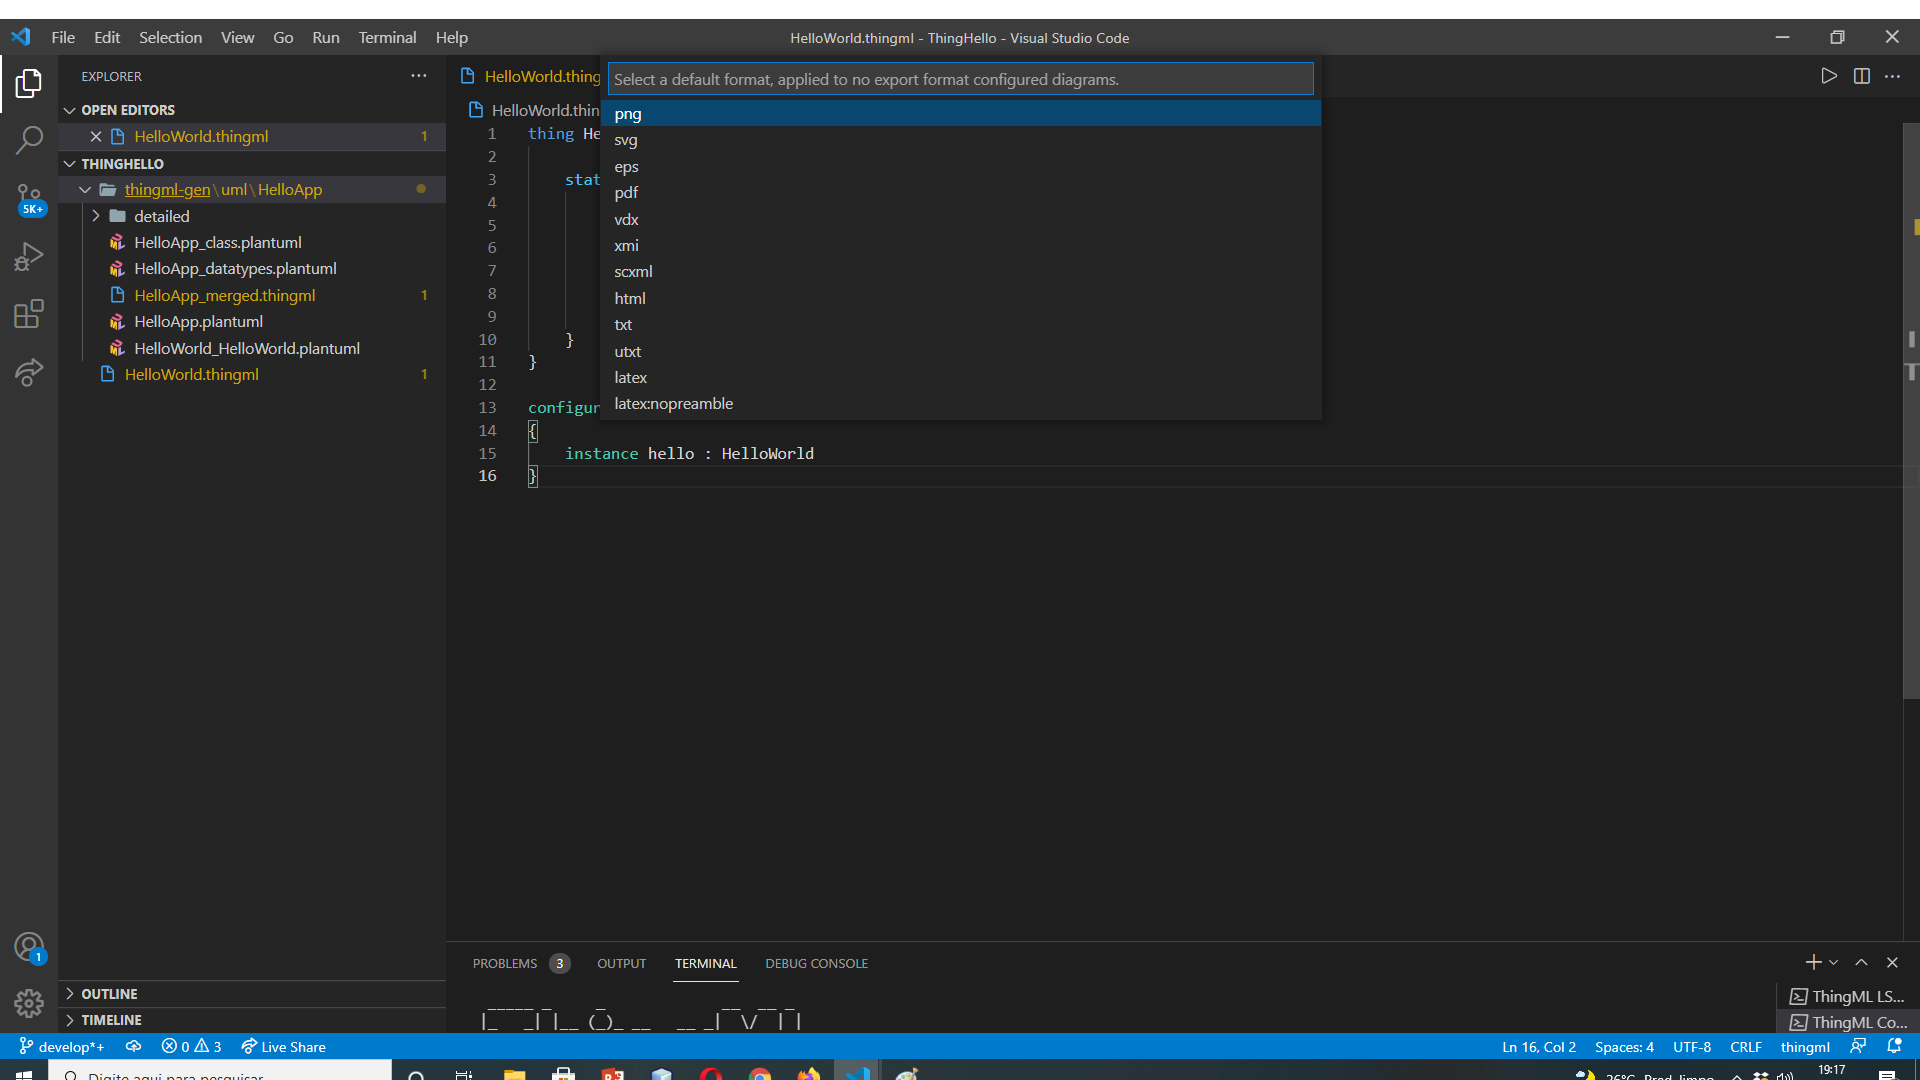 File Edit Selection View Go Run Terminal Help
HelloWorld.thingml - ThingHello - Visual Studio Code
EXPLORER
OPEN EDITORS
HelloWorld.thingml 1
THINGHELLO
thingml-gen\uml\HelloApp
detailed
HelloApp_class.plantuml
HelloApp_datatypes.plantuml
HelloApp_merged.thingml 1
HelloApp.plantuml
HelloWorld_HelloWorld.plantuml
HelloWorld.thingml 1
5K+
1
OUTLINE
TIMELINE
HelloWorld.thing
HelloWorld.thin
Select a default format, applied to no export format configured diagrams.
png
svg
eps
pdf
vdx
xmi
scxml
html
txt
utxt
latex
latex:nopreamble
1 thing He
2
3 stat
4
5
6
7
8
9
10 }
11 }
12
13 configur
14 {
15 instance hello : HelloWorld
16 }
PROBLEMS 3 OUTPUT TERMINAL DEBUG CONSOLE
ThingML LS...
ThingML Co...
develop*+ 0 3 Live Share
Ln 16, Col 2 Spaces: 4 UTF-8 CRLF thingml
Digite aqui para pesquisar
26°C Pred. limpo
19:17